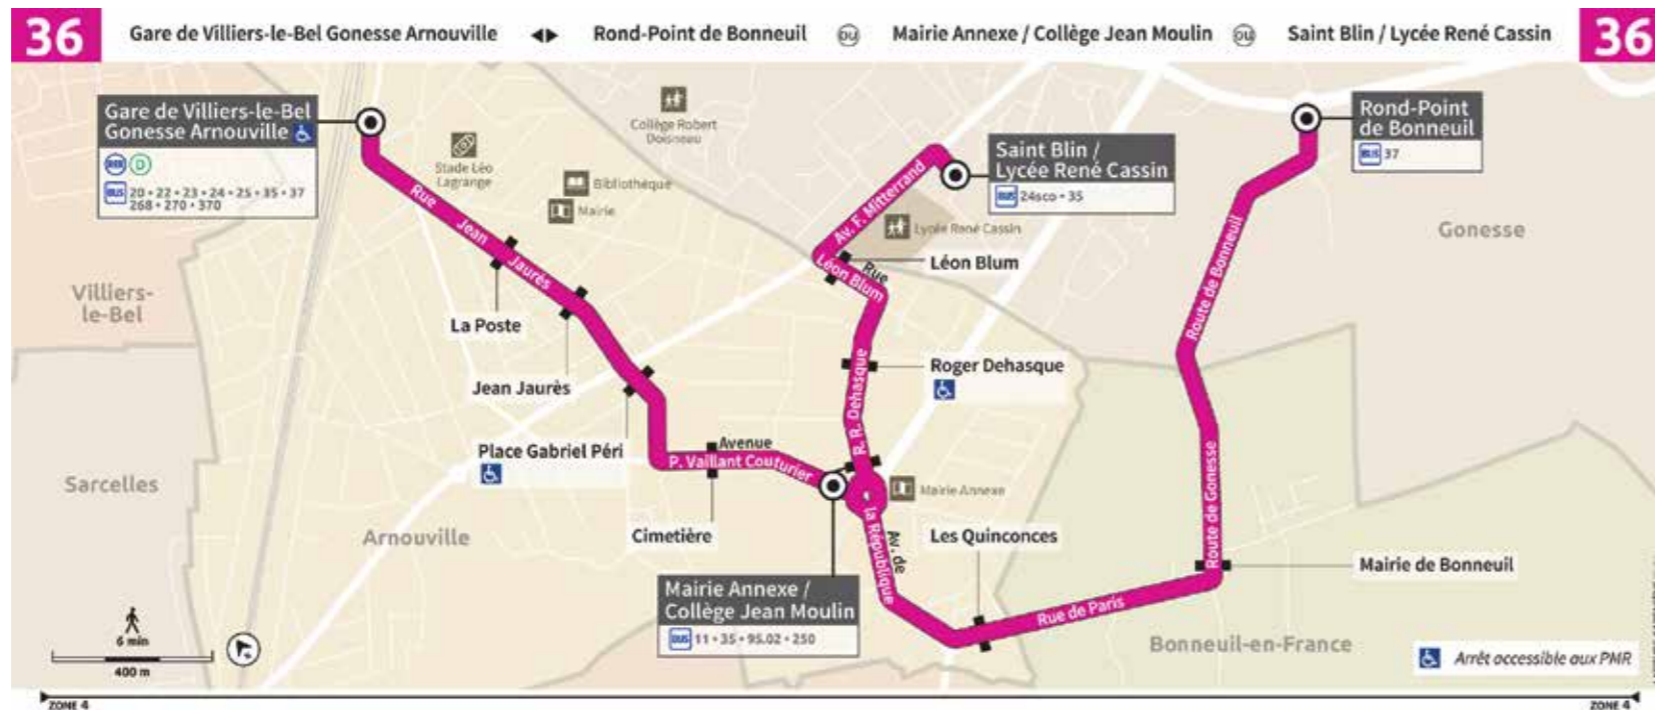 36
Gare de Villiers-le-Bel Gonesse Arnouville
Rond-Point de Bonneuil
ou
Mairie Annexe / Collège Jean Moulin
ou
Saint Blin / Lycée René Cassin
36
Gare de Villiers-le-Bel
Gonesse Arnouville
RER D
BUS 20 • 22 • 23 • 24 • 25 • 35 • 37
268 • 270 • 370
Stade Léo
Lagrange
Collège Robert
Doisneau
Bibliothèque
Mairie
Saint Blin /
Lycée René Cassin
BUS 24sco • 35
Rond-Point
de Bonneuil
BUS 37
Lycée René Cassin
Gonesse
Rue Jean Jaurès
Av. F. Mitterrand
Léon Blum
Rue
Léon Blum
Route de Bonneuil
Villiers-
le-Bel
La Poste
Jean Jaurès
Roger Dehasque
R. R. Dehasque
Place Gabriel Péri
Avenue
P. Vaillant Couturier
Route de Gonesse
Sarcelles
Mairie Annexe
Arnouville
Cimetière
Les Quinconces
Av. de
la République
Mairie de Bonneuil
Mairie Annexe /
Collège Jean Moulin
BUS 11 • 35 • 95.02 • 250
Rue de Paris
Bonneuil-en-France
6 min
400 m
Arrêt accessible aux PMR
ZONE 4
ZONE 4